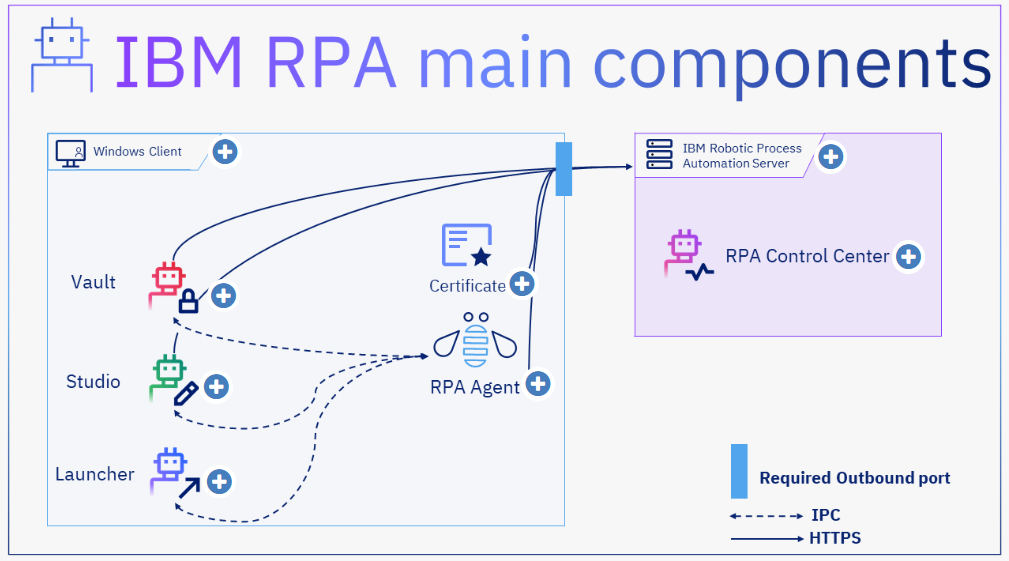 IBM RPA main components
Windows Client
IBM Robotic Process
Automation Server
RPA Control Center
Vault
Certificate
Studio
RPA Agent
Launcher
Required Outbound port
IPC
HTTPS